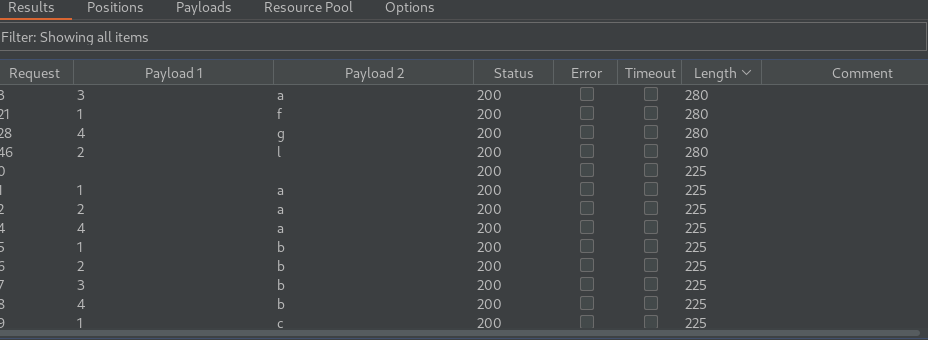 Results Positions Payloads Resource Pool Options
Filter: Showing all items
Request Payload 1 Payload 2 Status Error Timeout Length Comment
3 3 a 200 280
21 1 f 200 280
28 4 g 200 280
46 2 l 200 280
0 200 225
1 1 a 200 225
2 2 a 200 225
4 4 a 200 225
5 1 b 200 225
6 2 b 200 225
7 3 b 200 225
8 4 b 200 225
9 1 c 200 225